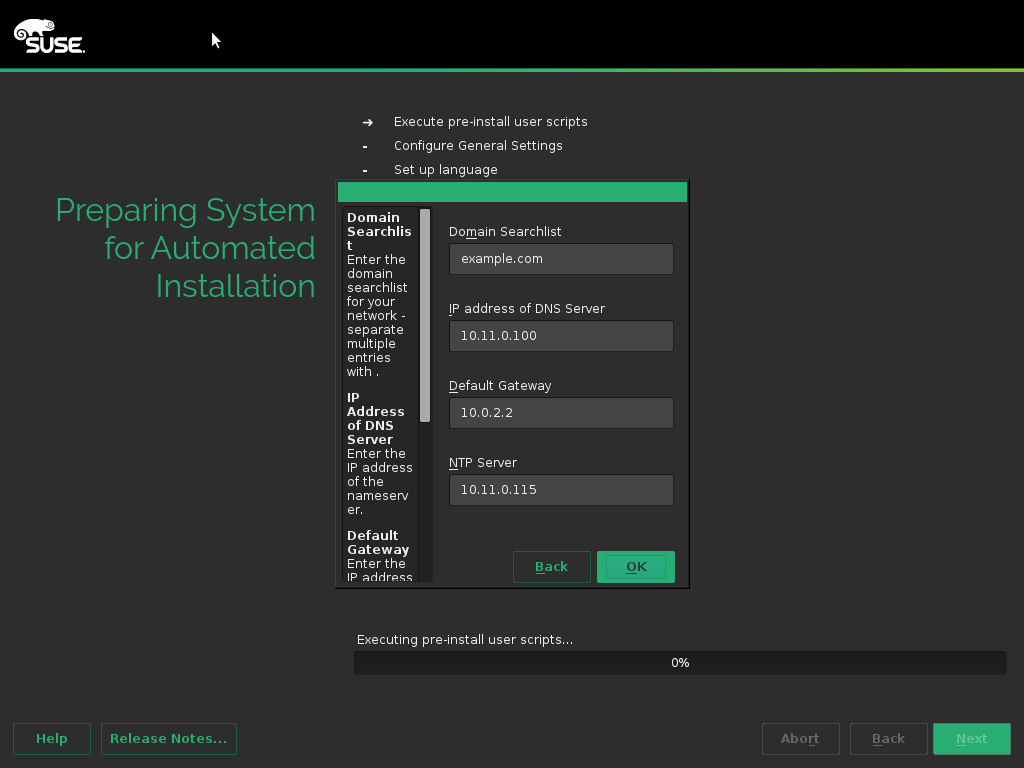 SUSE.
➔ Execute pre-install user scripts
- Configure General Settings
- Set up language
Preparing System
for Automated
Installation
Domain
Searchlis
t
Enter the
domain
searchlist
for your
network -
separate
multiple
entries
with .
IP
Address
of DNS
Server
Enter the
IP address
of the
nameserv
er.
Default
Gateway
Enter the
IP address
Domain Searchlist
example.com
IP address of DNS Server
10.11.0.100
Default Gateway
10.0.2.2
NTP Server
10.11.0.115
Back
OK
Executing pre-install user scripts...
0%
Help
Release Notes...
Abort
Back
Next